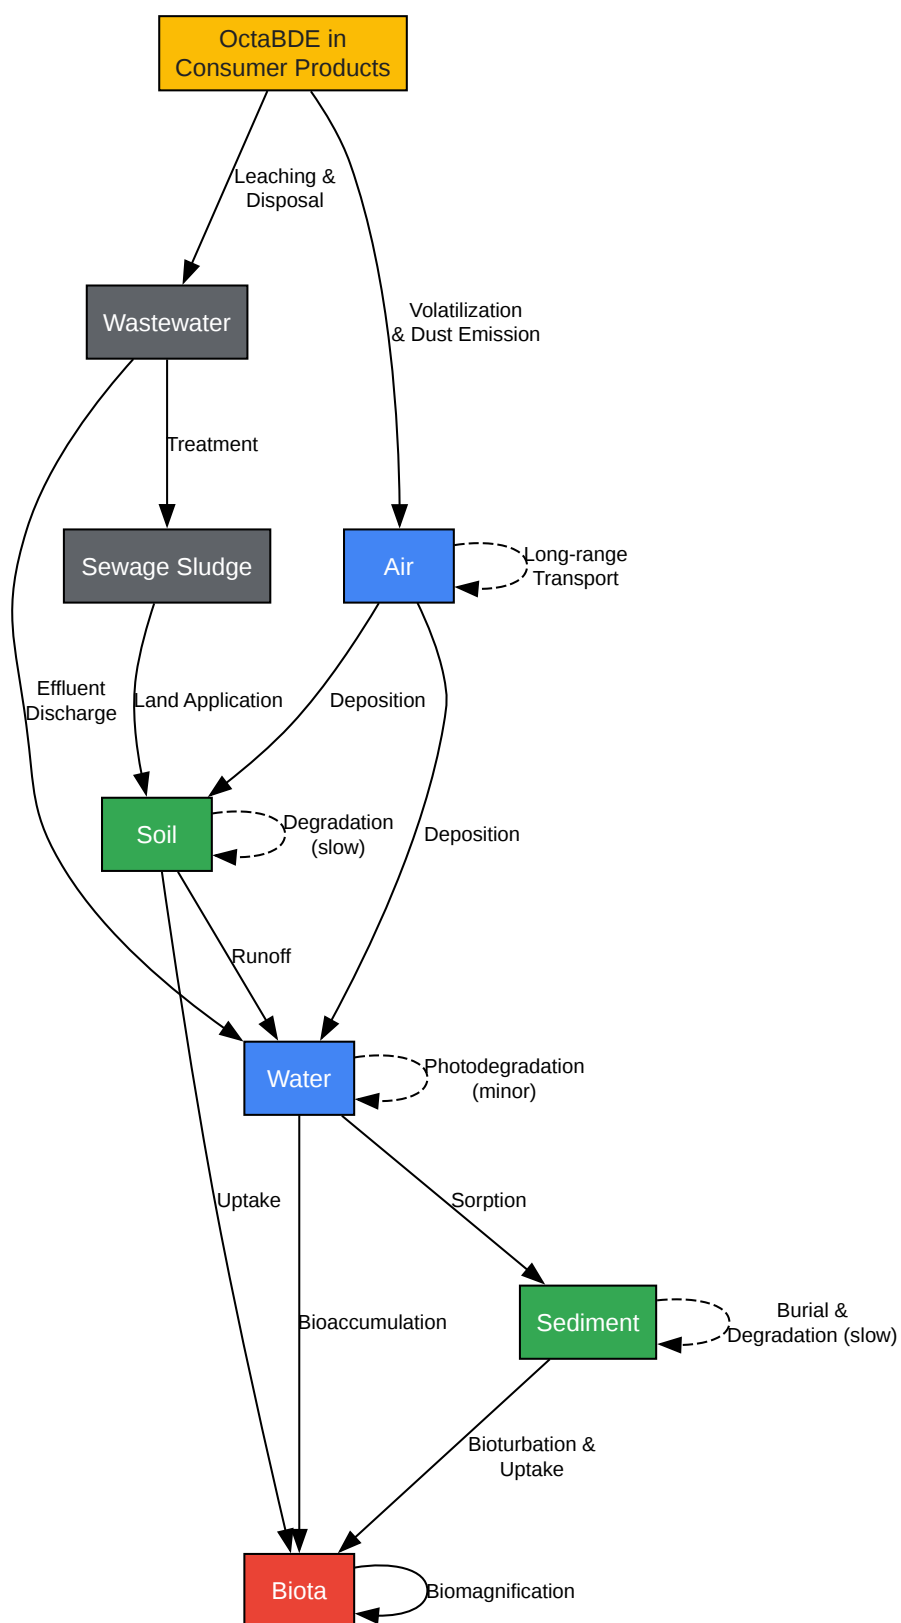 OctaBDE in
Consumer Products
Leaching &
Disposal
Volatilization
& Dust Emission
Wastewater
Treatment
Sewage Sludge
Air
Long-range
Transport
Effluent
Discharge
Land Application
Deposition
Soil
Degradation
(slow)
Deposition
Runoff
Water
Photodegradation
(minor)
Uptake
Sorption
Bioaccumulation
Sediment
Burial &
Degradation (slow)
Bioturbation &
Uptake
Biota
Biomagnification